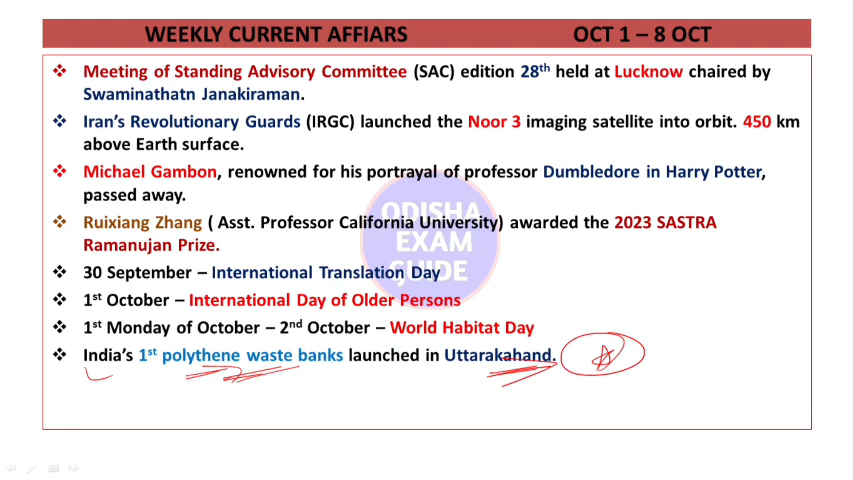 WEEKLY CURRENT AFFIARS OCT 1 – 8 OCT
❖ Meeting of Standing Advisory Committee (SAC) edition 28th held at Lucknow chaired by
Swaminathatn Janakiraman.
❖ Iran's Revolutionary Guards (IRGC) launched the Noor 3 imaging satellite into orbit. 450 km
above Earth surface.
❖ Michael Gambon, renowned for his portrayal of professor Dumbledore in Harry Potter,
passed away.
❖ Ruixiang Zhang ( Asst. Professor California University) awarded the 2023 SASTRA
Ramanujan Prize.
❖ 30 September – International Translation Day
❖ 1st October – International Day of Older Persons
❖ 1st Monday of October – 2nd October – World Habitat Day
❖ India's 1st polythene waste banks launched in Uttarakahand.
ODISHA
EXAM
GUIDE